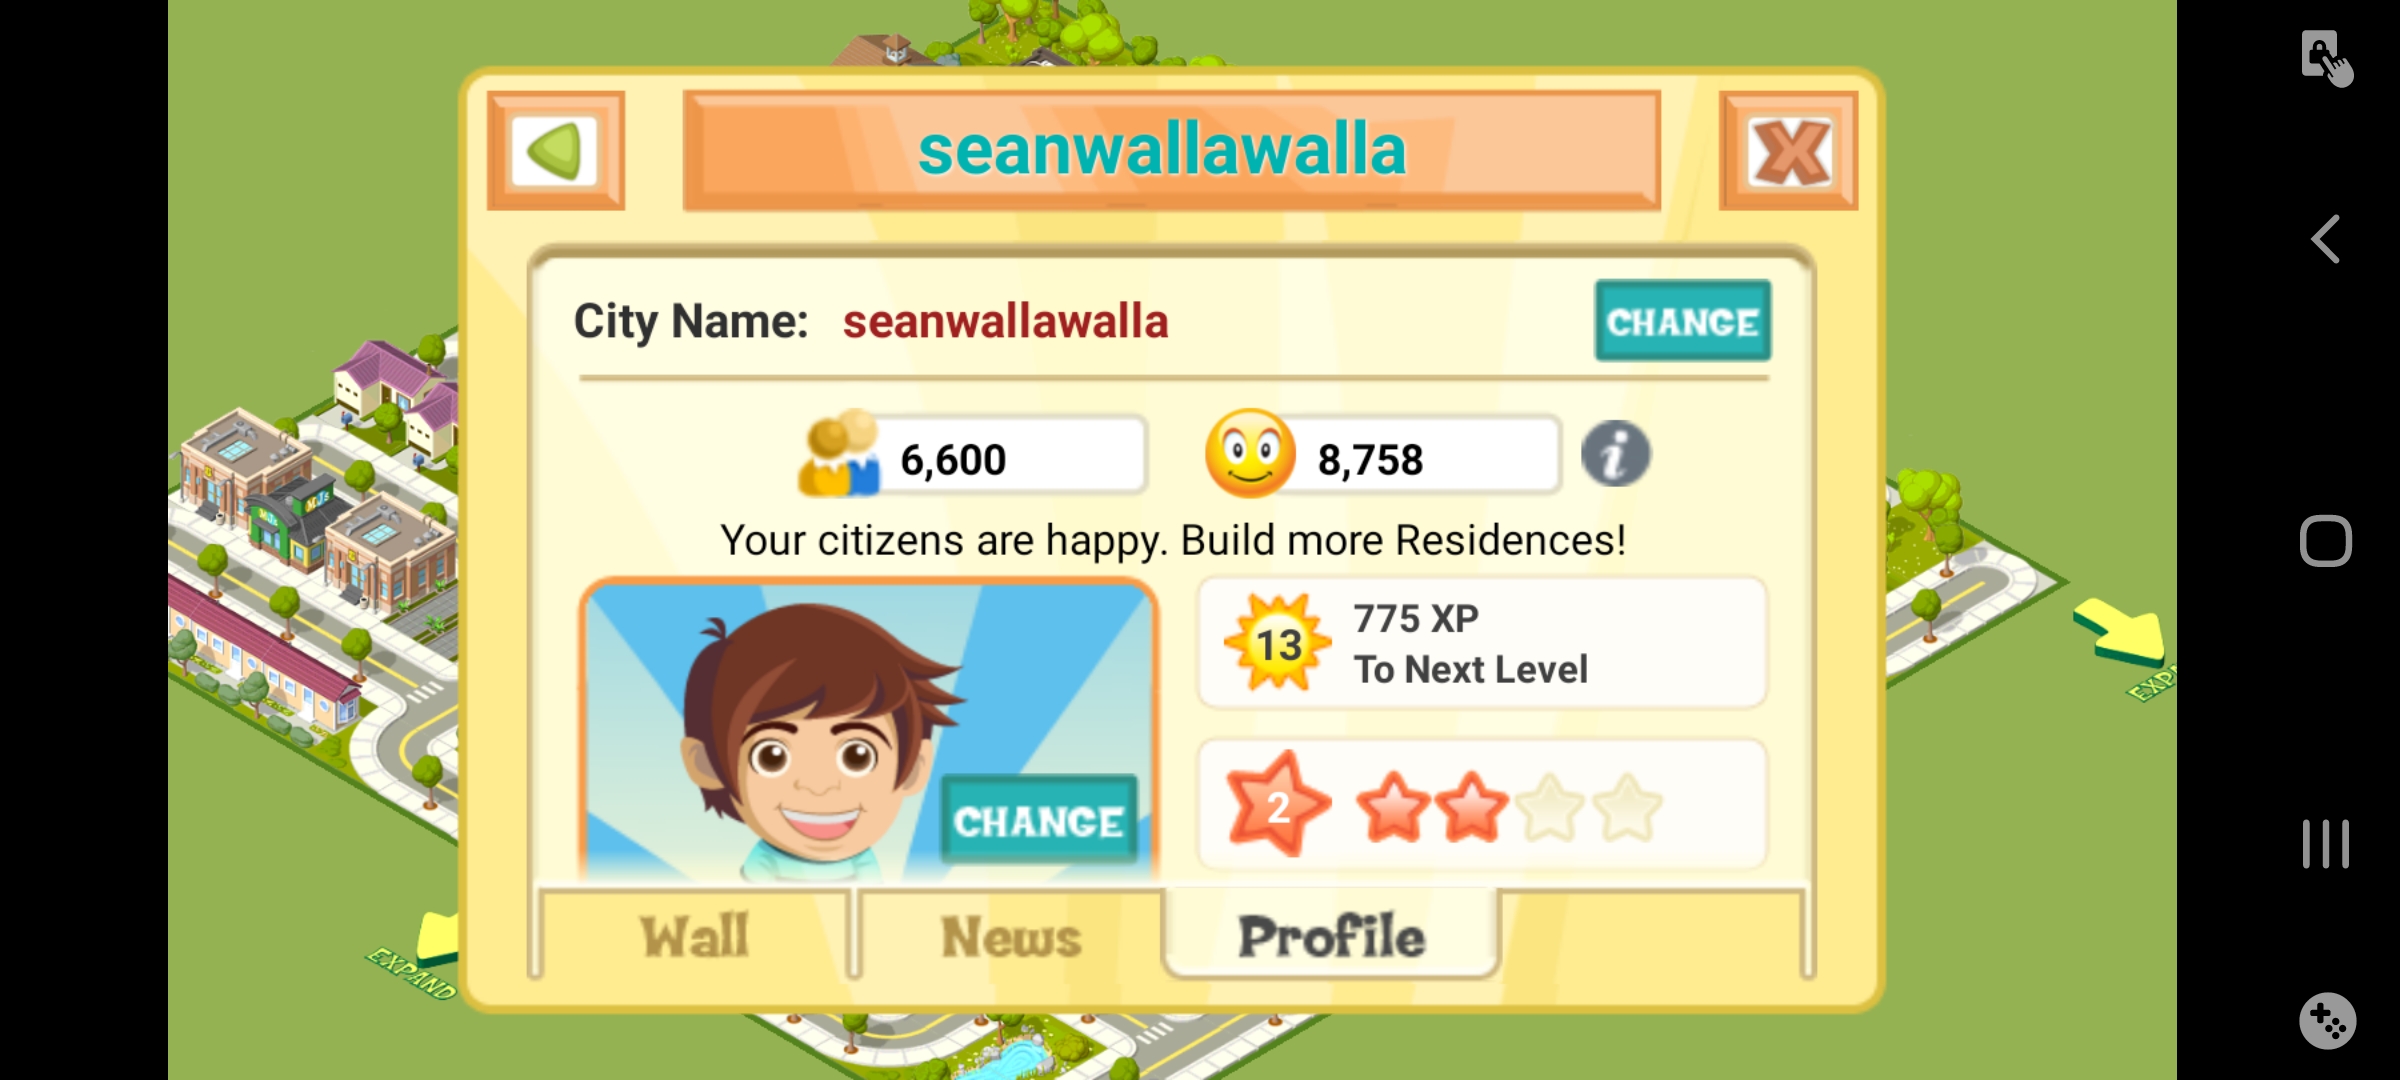 seanwallawalla
City Name: seanwallawalla
CHANGE
6,600
8,758
i
Your citizens are happy. Build more Residences!
13
775 XP
To Next Level
CHANGE
2
Wall
News
Profile
EXPAND
MJs